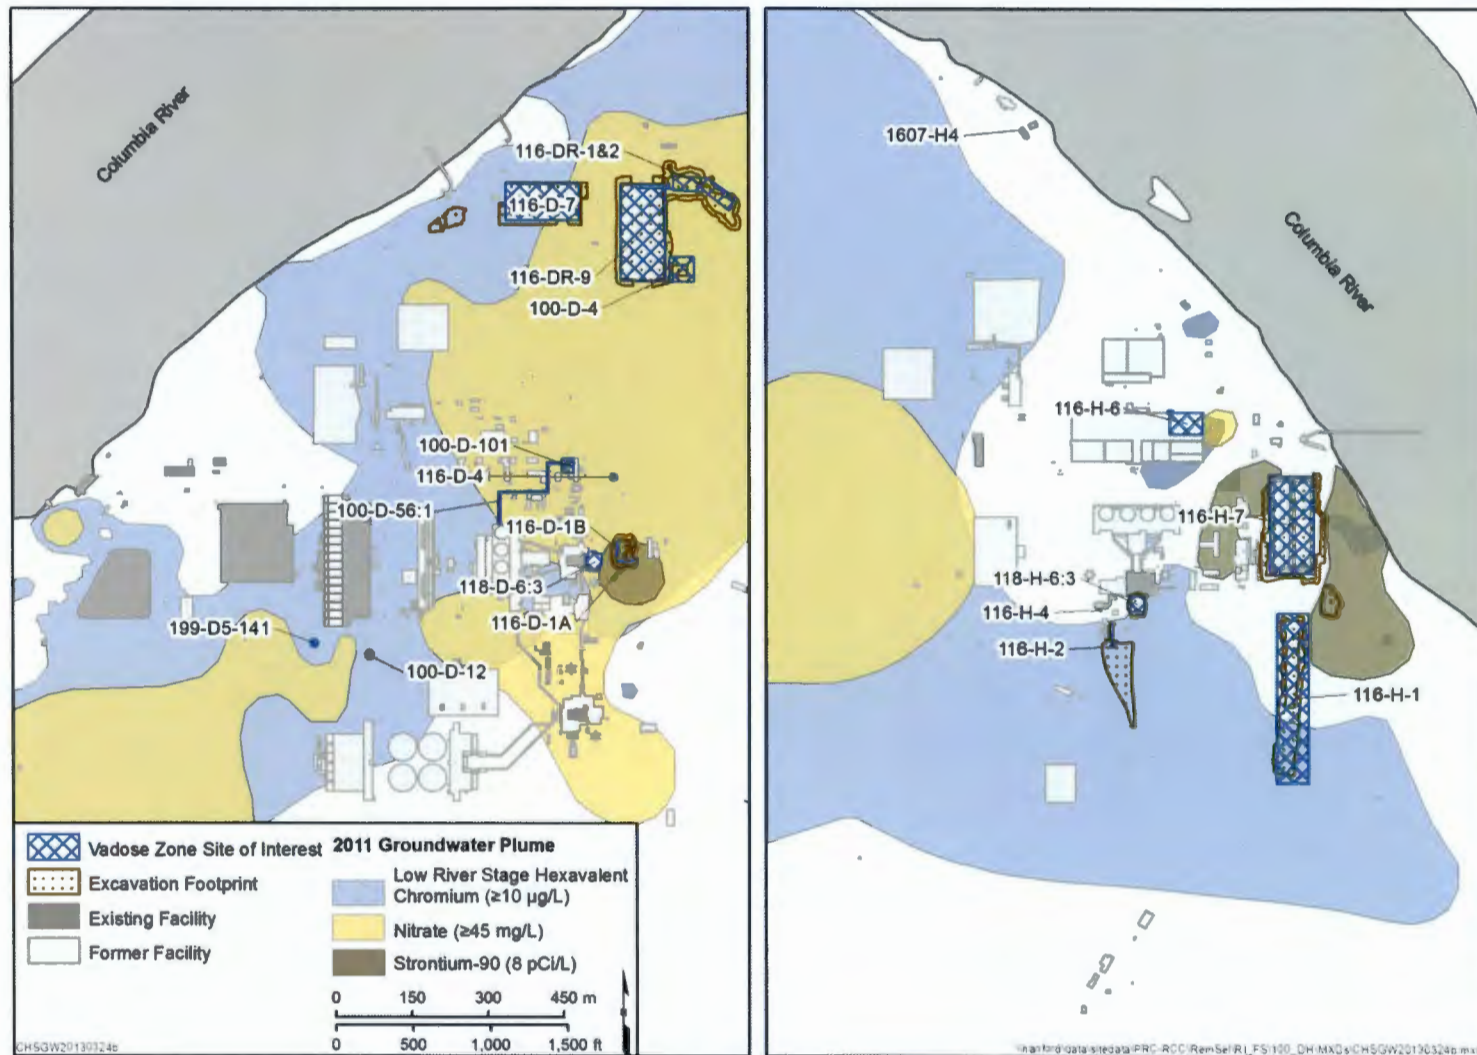 Columbia River
116-DR-1&2
116-D-7
116-DR-9
100-D-4
100-D-101
116-D-4
100-D-56:1
116-D-1B
118-D-6:3
116-D-1A
199-D5-141
100-D-12
Vadose Zone Site of Interest
Excavation Footprint
Existing Facility
Former Facility
2011 Groundwater Plume
Low River Stage Hexavalent
Chromium (≥10 µg/L)
Nitrate (≥45 mg/L)
Strontium-90 (8 pCi/L)
0 150 300 450 m
0 500 1,000 1,500 ft
CHSGW20130324b
1607-H4
Columbia River
116-H-6
116-H-7
118-H-6:3
116-H-4
116-H-2
116-H-1